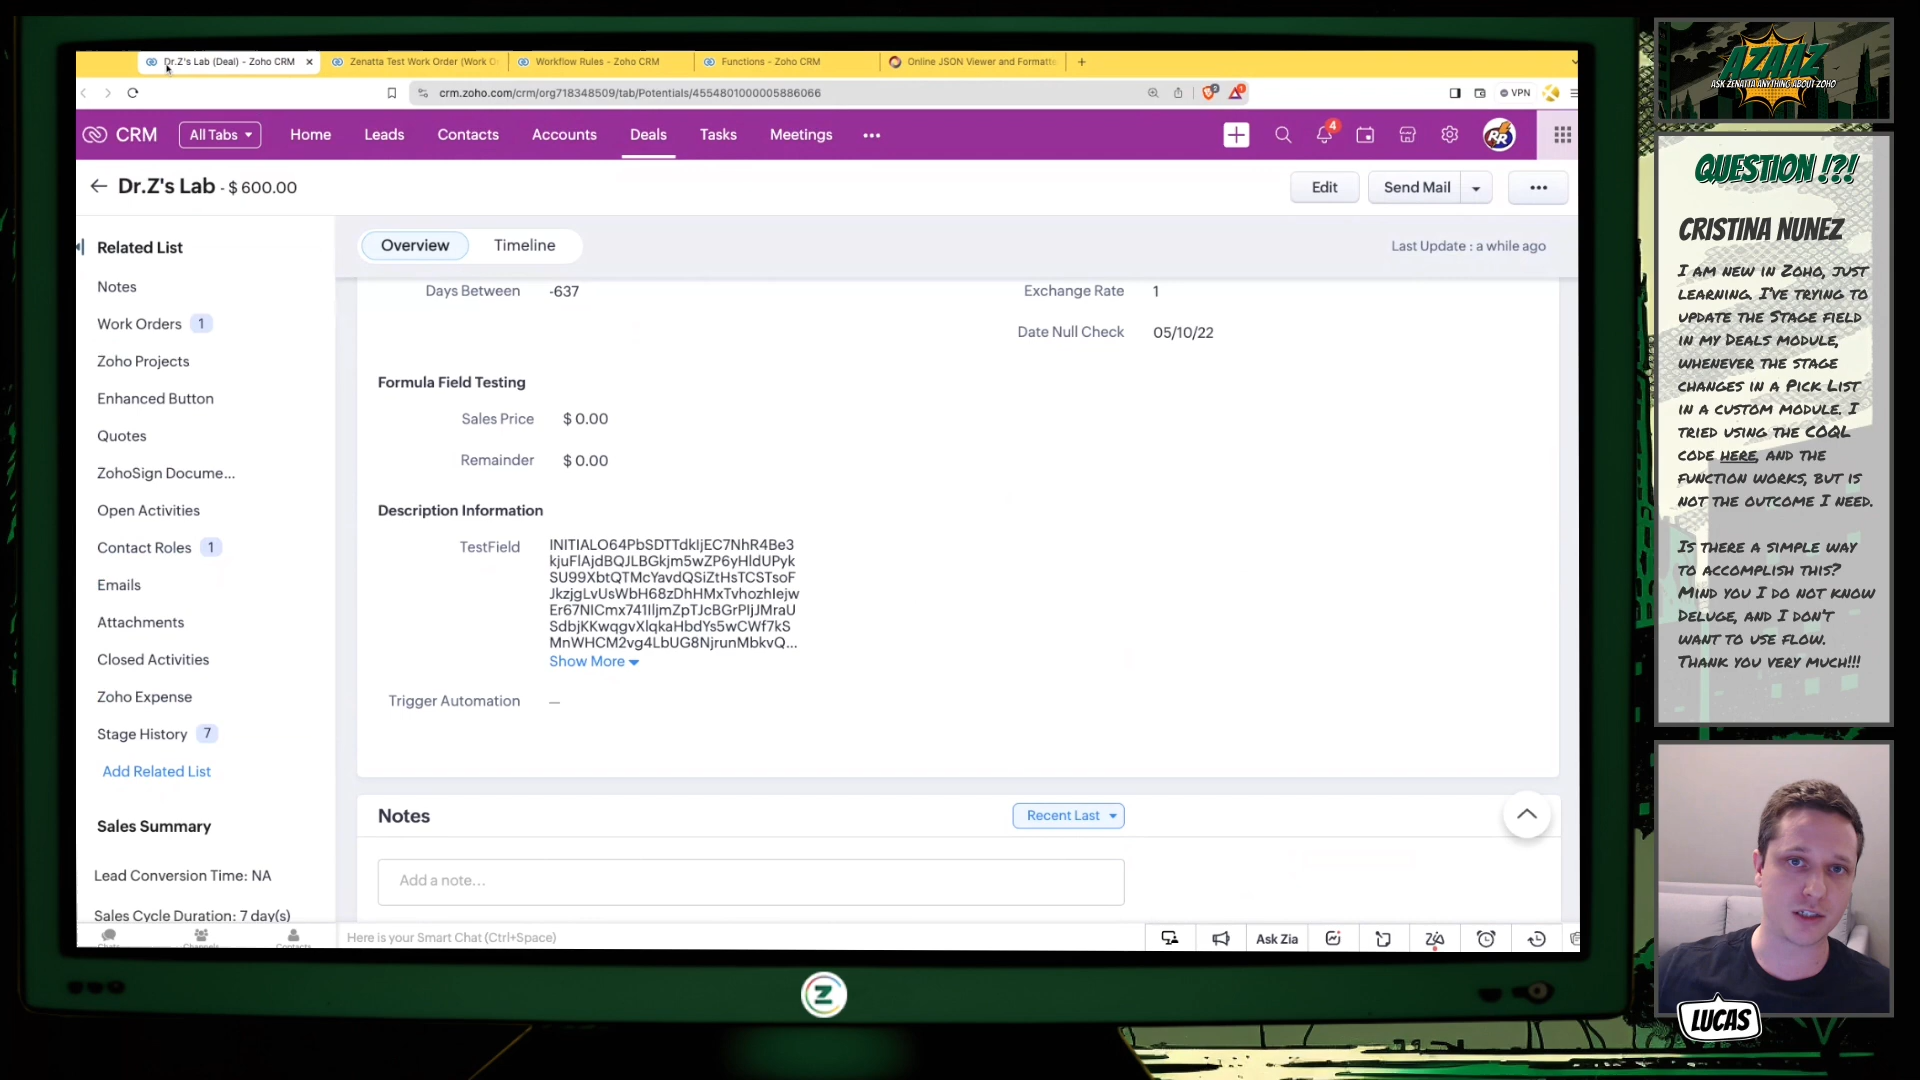 Dr.Z's Lab (Deal) - Zoho CRM
Zenatta Test Work Order (Work O
Workflow Rules - Zoho CRM
Functions - Zoho CRM
Online JSON Viewer and Formatte
crm.zoho.com/crm/org718348509/tab/Potentials/4554801000005886066
VPN
CRM
All Tabs
Home
Leads
Contacts
Accounts
Deals
Tasks
Meetings
4
Dr.Z's Lab - $ 600.00
Edit
Send Mail
Related List
Notes
Work Orders 1
Zoho Projects
Enhanced Button
Quotes
ZohoSign Docume...
Open Activities
Contact Roles 1
Emails
Attachments
Closed Activities
Zoho Expense
Stage History 7
Add Related List
Sales Summary
Lead Conversion Time: NA
Sales Cycle Duration: 7 day(s)
Chats
Channels
Contacts
Overview
Timeline
Last Update : a while ago
Days Between -637
Exchange Rate 1
Date Null Check 05/10/22
Formula Field Testing
Sales Price $ 0.00
Remainder $ 0.00
Description Information
TestField
Show More
Trigger Automation —
Notes
Recent Last
Add a note...
Here is your Smart Chat (Ctrl+Space)
Ask Zia
AZAAZ
ASK ZENATTA ANYTHING ABOUT ZOHO
QUESTION !?!
CRISTINA NUNEZ
I AM NEW IN ZOHO, JUST
LEARNING. I'VE TRYING TO
UPDATE THE STAGE FIELD
IN MY DEALS MODULE,
WHENEVER THE STAGE
CHANGES IN A PICK LIST
IN A CUSTOM MODULE. I
TRIED USING THE COQL
CODE HERE, AND THE
FUNCTION WORKS, BUT IS
NOT THE OUTCOME I NEED.
IS THERE A SIMPLE WAY
TO ACCOMPLISH THIS?
MIND YOU I DO NOT KNOW
DELUGE, AND I DON'T
WANT TO USE FLOW.
THANK YOU VERY MUCH!!!
LUCAS
Z